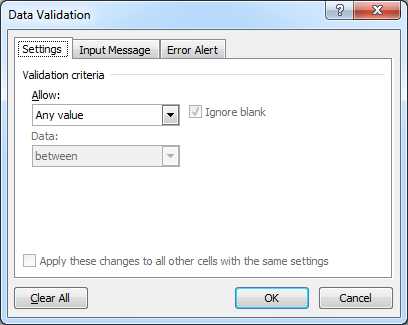 Data Validation
Settings Input Message Error Alert
Validation criteria
Allow:
Any value Ignore blank
Data:
between
Apply these changes to all other cells with the same settings
Clear All OK Cancel